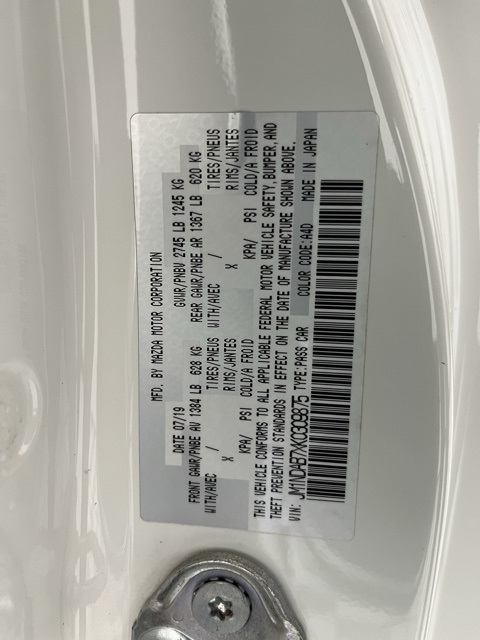 MFD. BY MAZDA MOTOR CORPORATION
DATE 07/19 GVWR/PNBV 2745 LB 1245 KG
FRONT GAWR/PNBE AV 1384 LB 628 KG REAR GAWR/PNBE AR 1367 LB 620 KG
WITH/AVEC / TIRES/PNEUS WITH/AVEC / TIRES/PNEUS
X RIMS/JANTES X RIMS/JANTES
KPA/ PSI COLD/A FROID KPA/ PSI COLD/A FROID
THIS VEHICLE CONFORMS TO ALL APPLICABLE FEDERAL MOTOR VEHICLE SAFETY, BUMPER, AND
THEFT PREVENTION STANDARDS IN EFFECT ON THE DATE OF MANUFACTURE SHOWN ABOVE.
VIN: JM1NDAB7XK0309875 TYPE:PASS CAR COLOR CODE:A4D MADE IN JAPAN